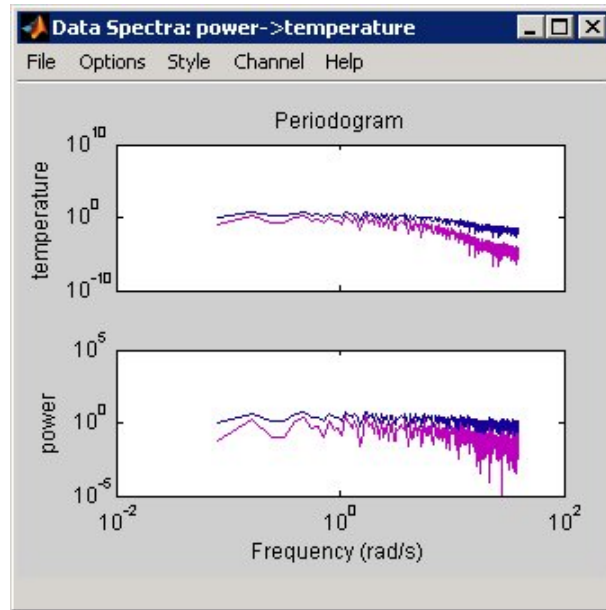 Data Spectra: power->temperature
File Options Style Channel Help
Periodogram
temperature
10^10
10^0
10^-10
power
10^5
10^0
10^-5
10^-2 10^0 10^2
Frequency (rad/s)